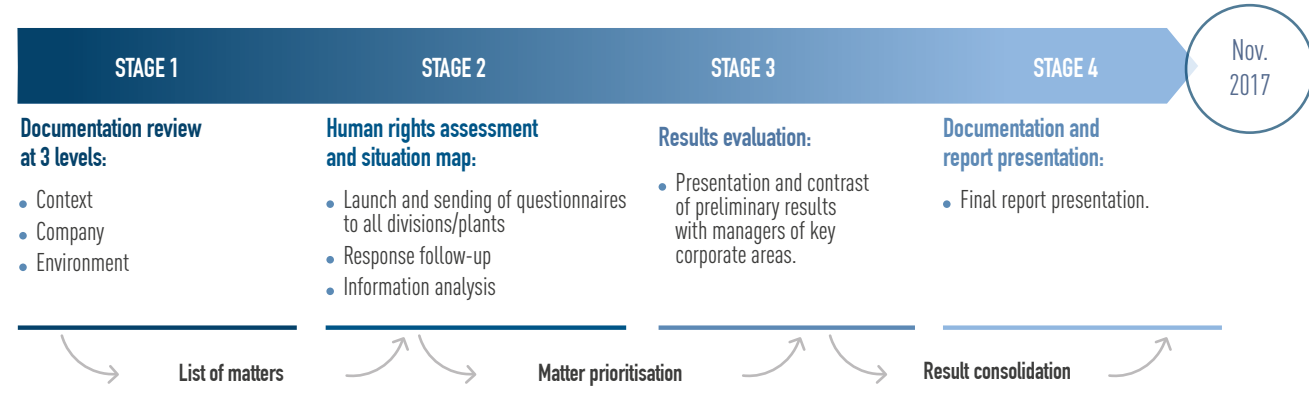 STAGE 1
STAGE 2
STAGE 3
STAGE 4
Nov.
2017
Documentation review
at 3 levels:
• Context
• Company
• Environment
Human rights assessment
and situation map:
• Launch and sending of questionnaires
to all divisions/plants
• Response follow-up
• Information analysis
Results evaluation:
• Presentation and contrast
of preliminary results
with managers of key
corporate areas.
Documentation and
report presentation:
• Final report presentation.
List of matters
Matter prioritisation
Result consolidation